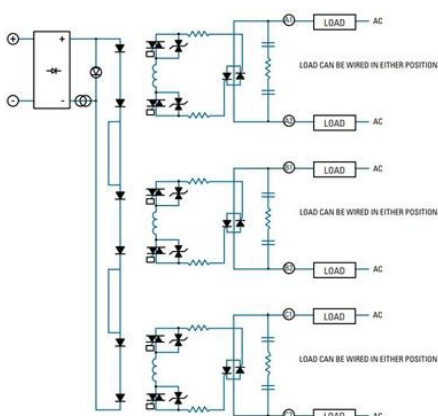 + + A1 LOAD AC
LOAD CAN BE WIRED IN EITHER POSITION
- - A2 LOAD AC
B1 LOAD AC
LOAD CAN BE WIRED IN EITHER POSITION
B2 LOAD AC
C1 LOAD AC
LOAD CAN BE WIRED IN EITHER POSITION
C2 LOAD AC